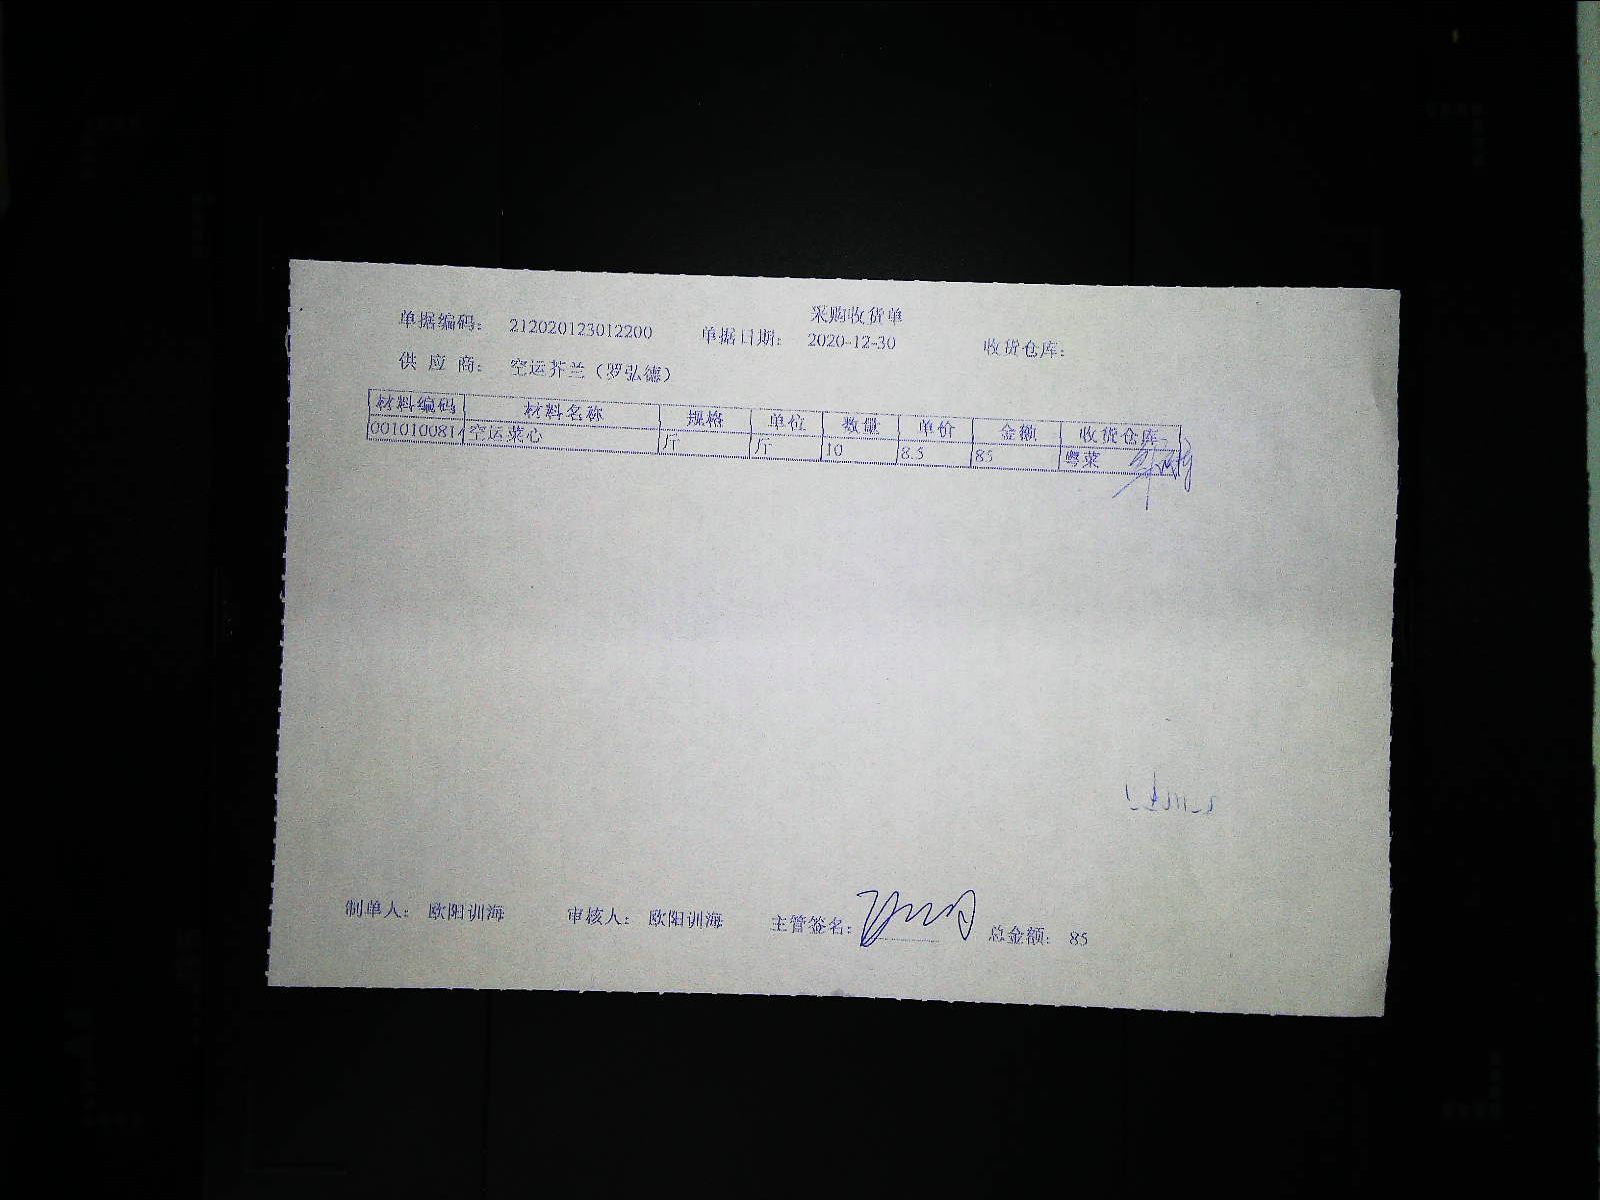 采购收货单
单据编码: 212020123012200 单据日期: 2020-12-30 收货仓库:
供 应 商: 空运芥兰（罗弘德）
材料编码 材料名称 规格 单位 数量 单价 金额 收货仓库
0010100814 空运菜心 斤 斤 10 8.5 85 粤菜
制单人: 欧阳训海 审核人: 欧阳训海 主管签名: 总金额: 85